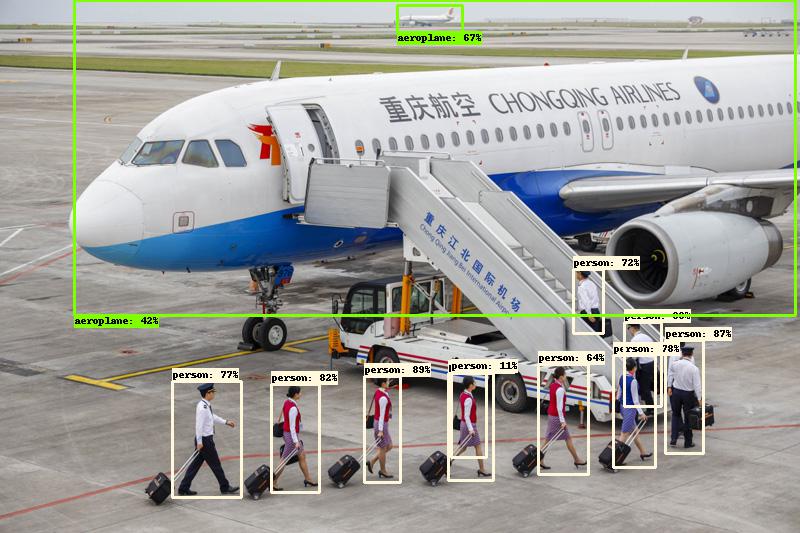 aeroplane: 67%
重庆航空 CHONGQING AIRLINES
重庆江北国际机场
Chong Qing Jiang Bei International Airport
person: 72%
aeroplane: 42%
person:
person: 87%
person: 78%
person: 64%
person: 11%
person: 89%
person: 82%
person: 77%